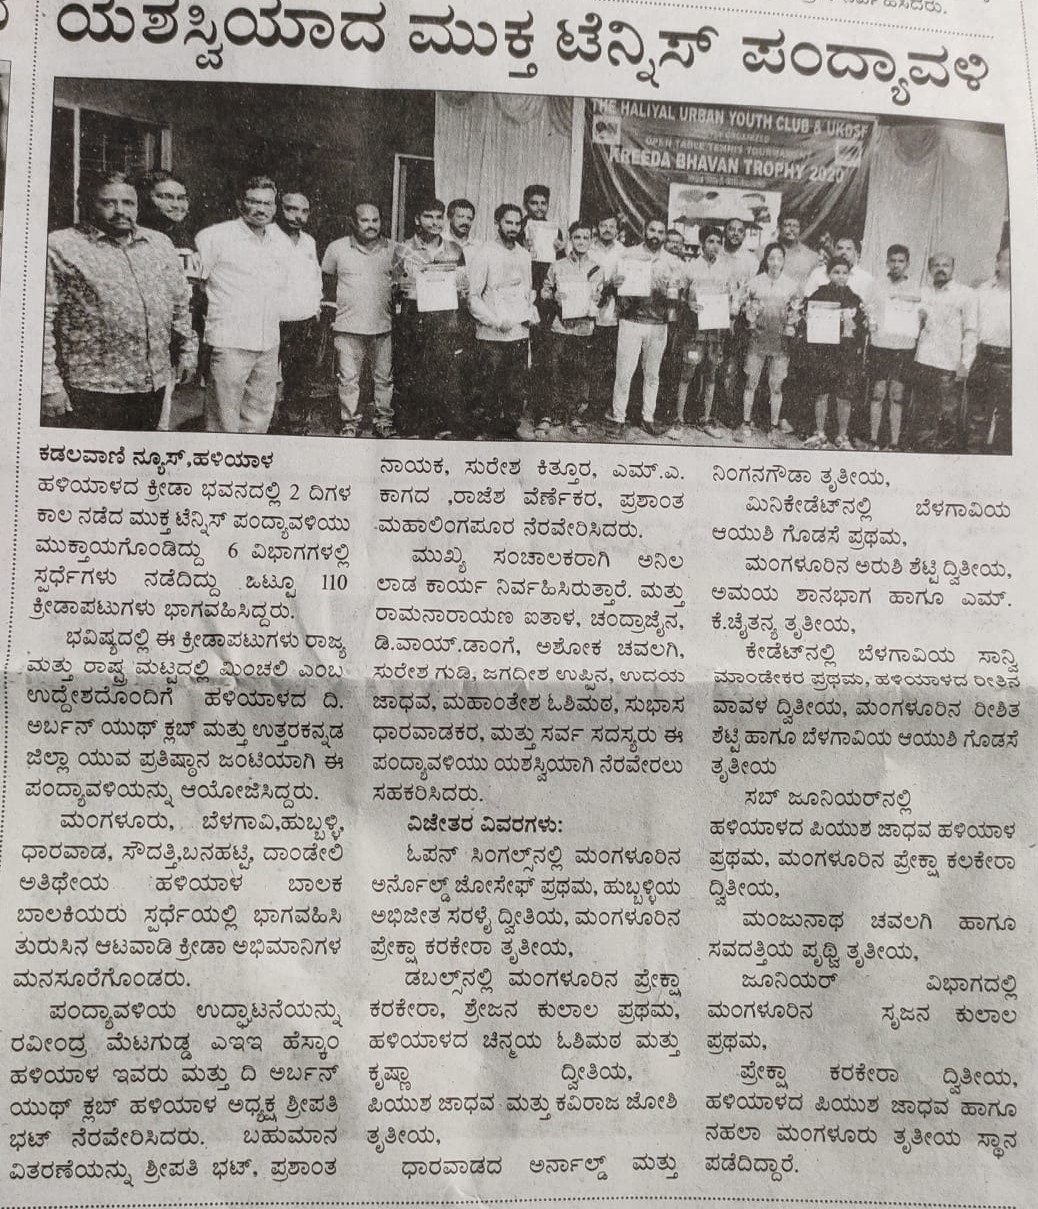 ಯಶಸ್ವಿಯಾದ ಮುಕ್ತ ಟೆನ್ನಿಸ್ ಪಂದ್ಯಾವಳಿ
THE HALIYAL URBAN YOUTH CLUB & UKDSF
OPEN TABLE TENNIS TOURNAMENT
KREEDA BHAVAN TROPHY 2020
ಕಡಲವಾಣಿ ನ್ಯೂಸ್,ಹಳಿಯಾಳ
ಹಳಿಯಾಳದ ಕ್ರೀಡಾ ಭವನದಲ್ಲಿ 2 ದಿಗಳ
ಕಾಲ ನಡೆದ ಮುಕ್ತ ಟೆನ್ನಿಸ್ ಪಂದ್ಯಾವಳಿಯು
ಮುಕ್ತಾಯಗೊಂಡಿದ್ದು 6 ವಿಭಾಗಗಳಲ್ಲಿ
ಸ್ಪರ್ಧೆಗಳು ನಡೆದಿದ್ದು ಒಟ್ಟೂ 110
ಕ್ರೀಡಾಪಟುಗಳು ಭಾಗವಹಿಸಿದ್ದರು.
ಭವಿಷ್ಯದಲ್ಲಿ ಈ ಕ್ರೀಡಾಪಟುಗಳು ರಾಜ್ಯ
ಮತ್ತು ರಾಷ್ಟ್ರ ಮಟ್ಟದಲ್ಲಿ ಮಿಂಚಲಿ ಎಂಬ
ಉದ್ದೇಶದೊಂದಿಗೆ ಹಳಿಯಾಳದ ದಿ.
ಅರ್ಬನ್ ಯುಥ್ ಕ್ಲಬ್ ಮತ್ತು ಉತ್ತರಕನ್ನಡ
ಜಿಲ್ಲಾ ಯುವ ಪ್ರತಿಷ್ಠಾನ ಜಂಟಿಯಾಗಿ ಈ
ಪಂದ್ಯಾವಳಿಯನ್ನು ಆಯೋಜಿಸಿದ್ದರು.
ಮಂಗಳೂರು, ಬೆಳಗಾವಿ,ಹುಬ್ಬಳ್ಳಿ,
ಧಾರವಾಡ, ಸೌದತ್ತಿ,ಬನಹಟ್ಟಿ, ದಾಂಡೇಲಿ
ಅತಿಥೇಯ ಹಳಿಯಾಳ ಬಾಲಕ
ಬಾಲಕಿಯರು ಸ್ಪರ್ಧೆಯಲ್ಲಿ ಭಾಗವಹಿಸಿ
ತುರುಸಿನ ಆಟವಾಡಿ ಕ್ರೀಡಾ ಅಭಿಮಾನಿಗಳ
ಮನಸೂರೆಗೊಂಡರು.
ಪಂದ್ಯಾವಳಿಯ ಉದ್ಘಾಟನೆಯನ್ನು
ರವೀಂದ್ರ ಮೆಟಗುಡ್ಡ ಎಇಇ ಹೆಸ್ಕಾಂ
ಹಳಿಯಾಳ ಇವರು ಮತ್ತು ದಿ ಅರ್ಬನ್
ಯುಥ್ ಕ್ಲಬ್ ಹಳಿಯಾಳ ಅಧ್ಯಕ್ಷ ಶ್ರೀಪತಿ
ಭಟ್ ನೆರವೇರಿಸಿದರು. ಬಹುಮಾನ
ವಿತರಣೆಯನ್ನು ಶ್ರೀಪತಿ ಭಟ್, ಪ್ರಶಾಂತ
ನಾಯಕ, ಸುರೇಶ ಕಿತ್ತೂರ, ಎಮ್.ಎ.
ಕಾಗದ ,ರಾಜೇಶ ವೆರ್ಣೆಕರ, ಪ್ರಶಾಂತ
ಮಹಾಲಿಂಗಪೂರ ನೆರವೇರಿಸಿದರು.
ಮುಖ್ಯ ಸಂಚಾಲಕರಾಗಿ ಅನಿಲ
ಲಾಡ ಕಾರ್ಯ ನಿರ್ವಹಿಸಿರುತ್ತಾರೆ. ಮತ್ತು
ರಾಮನಾರಾಯಣ ಐತಾಳ, ಚಂದ್ರಾಜೈನ,
ಡಿ.ವಾಯ್.ಡಾಂಗೆ, ಅಶೋಕ ಚವಲಗಿ,
ಸುರೇಶ ಗುಡಿ, ಜಗದೀಶ ಉಪ್ಪಿನ, ಉದಯ
ಜಾಧವ, ಮಹಾಂತೇಶ ಓಶಿಮಠ, ಸುಭಾಸ
ಧಾರವಾಡಕರ, ಮತ್ತು ಸರ್ವ ಸದಸ್ಯರು ಈ
ಪಂದ್ಯಾವಳಿಯು ಯಶಸ್ವಿಯಾಗಿ ನೆರವೇರಲು
ಸಹಕರಿಸಿದರು.
ವಿಜೇತರ ವಿವರಗಳು:
ಓಪನ್ ಸಿಂಗಲ್ಸ್‌ನಲ್ಲಿ ಮಂಗಳೂರಿನ
ಅರ್ನೊಲ್ಡ್ ಜೋಸೇಫ್ ಪ್ರಥಮ, ಹುಬ್ಬಳ್ಳಿಯ
ಅಭಿಜೀತ ಸರಳೈ ದ್ವಿತೀಯ, ಮಂಗಳೂರಿನ
ಪ್ರೇಕ್ಷಾ ಕರಕೇರಾ ತೃತೀಯ,
ಡಬಲ್ಸ್‌ನಲ್ಲಿ ಮಂಗಳೂರಿನ ಪ್ರೇಕ್ಷಾ
ಕರಕೇರಾ, ಶ್ರೇಜನ ಕುಲಾಲ ಪ್ರಥಮ,
ಹಳಿಯಾಳದ ಚಿನ್ಮಯ ಓಶಿಮಠ ಮತ್ತು
ಕೃಷ್ಣಾ ದ್ವೀತಿಯ,
ಪಿಯುಶ ಜಾಧವ ಮತ್ತು ಕವಿರಾಜ ಜೋಶಿ
ತೃತೀಯ,
ಧಾರವಾಡದ ಅರ್ನಾಲ್ಡ್ ಮತ್ತು
ನಿಂಗನಗೌಡಾ ತೃತೀಯ,
ಮಿನಿಕೇಡೆಟ್‌ನಲ್ಲಿ ಬೆಳಗಾವಿಯ
ಆಯುಶಿ ಗೊಡಸೆ ಪ್ರಥಮ,
ಮಂಗಳೂರಿನ ಅರುಶಿ ಶೆಟ್ಟಿ ದ್ವಿತೀಯ,
ಅಮಯ ಶಾನಭಾಗ ಹಾಗೂ ಎಮ್.
ಕೆ.ಚೈತನ್ಯ ತೃತೀಯ,
ಕೇಡೆಟ್‌ನಲ್ಲಿ ಬೆಳಗಾವಿಯ ಸಾನ್ವಿ
ಮಾಂಡೇಕರ ಪ್ರಥಮ, ಹಳಿಯಾಳದ ರೀತಿನ
ವಾವಳ ದ್ವಿತೀಯ, ಮಂಗಳೂರಿನ ರೀಶಿತ
ಶೆಟ್ಟಿ ಹಾಗೂ ಬೆಳಗಾವಿಯ ಆಯುಶಿ ಗೊಡಸೆ
ತೃತೀಯ
ಸಬ್ ಜೂನಿಯರ್‌ನಲ್ಲಿ
ಹಳಿಯಾಳದ ಪಿಯುಶ ಜಾಧವ ಹಳಿಯಾಳ
ಪ್ರಥಮ, ಮಂಗಳೂರಿನ ಪ್ರೇಕ್ಷಾ ಕಲಕೇರಾ
ದ್ವಿತೀಯ,
ಮಂಜುನಾಥ ಚವಲಗಿ ಹಾಗೂ
ಸವದತ್ತಿಯ ಪೃಥ್ವಿ ತೃತೀಯ,
ಜೂನಿಯರ್ ವಿಭಾಗದಲ್ಲಿ
ಮಂಗಳೂರಿನ ಸೃಜನ ಕುಲಾಲ
ಪ್ರಥಮ,
ಪ್ರೇಕ್ಷಾ ಕರಕೇರಾ ದ್ವಿತೀಯ,
ಹಳಿಯಾಳದ ಪಿಯುಶ ಜಾಧವ ಹಾಗೂ
ನಹಲಾ ಮಂಗಳೂರು ತೃತೀಯ ಸ್ಥಾನ
ಪಡೆದಿದ್ದಾರೆ.